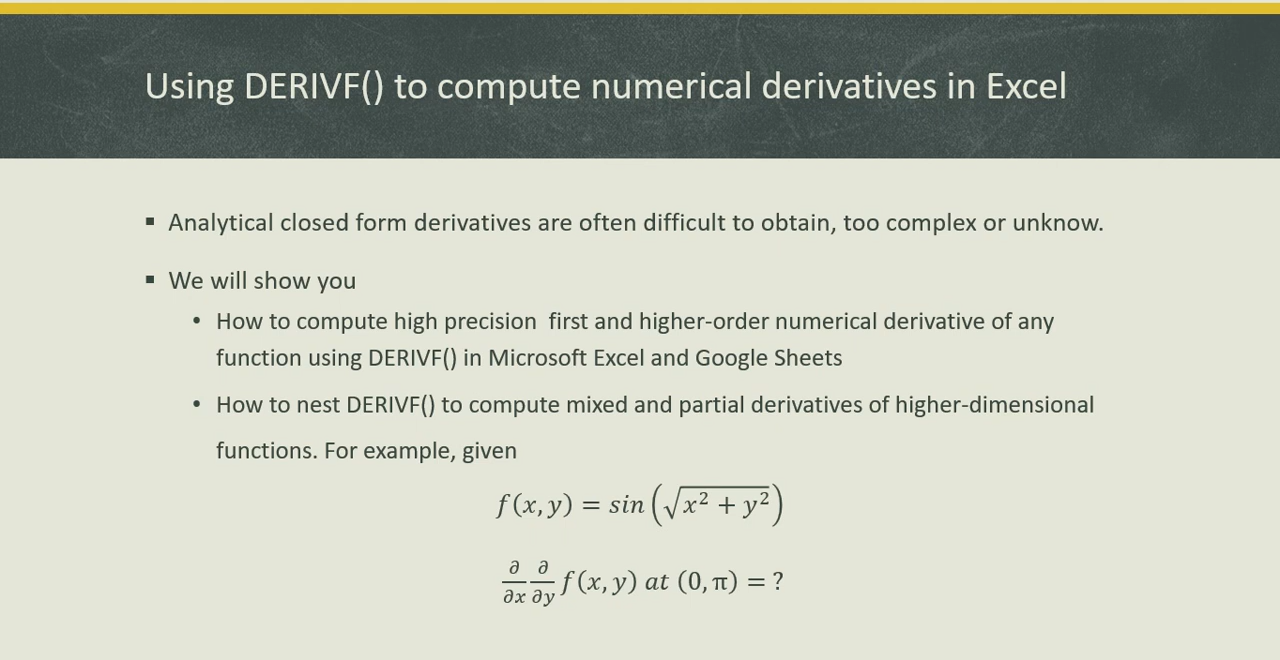 Using DERIVF() to compute numerical derivatives in Excel
▪ Analytical closed form derivatives are often difficult to obtain, too complex or unknow.
▪ We will show you
• How to compute high precision  first and higher-order numerical derivative of any
function using DERIVF() in Microsoft Excel and Google Sheets
• How to nest DERIVF() to compute mixed and partial derivatives of higher-dimensional
functions. For example, given
f(x, y) = sin (√(x² + y²))
∂/∂x ∂/∂y f(x, y) at (0, π) = ?